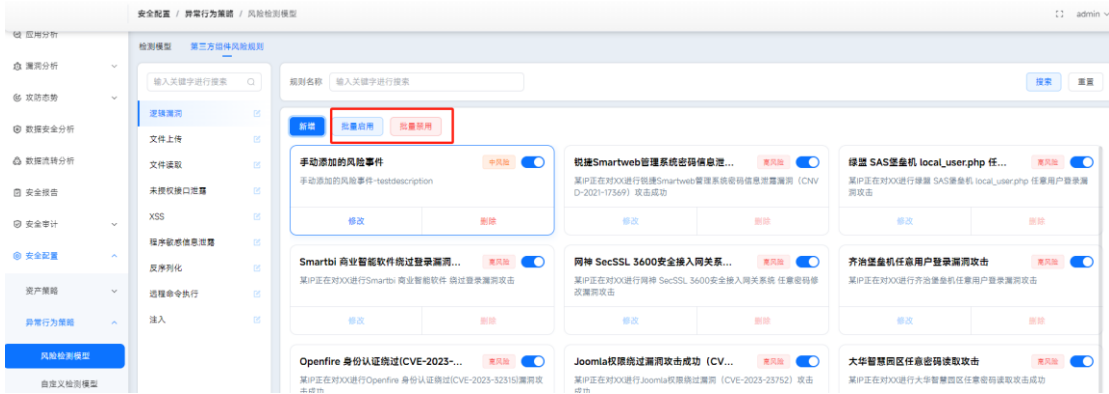 安全配置 / 异常行为策略 / 风险检测模型
admin
应用分析
漏洞分析
攻防态势
数据安全分析
数据流转分析
安全报告
安全审计
安全配置
资产策略
异常行为策略
风险检测模型
自定义检测模型
检测模型 第三方组件风险规则
输入关键字进行搜索
逻辑漏洞
文件上传
文件读取
未授权接口泄露
XSS
程序敏感信息泄露
反序列化
远程命令执行
注入
规则名称 输入关键字进行搜索
搜索 重置
新增 批量启用 批量禁用
手动添加的风险事件 中风险
手动添加的风险事件-testdescription
修改 删除
锐捷Smartweb管理系统密码信息泄... 高风险
某IP正在对XX进行锐捷Smartweb管理系统密码信息泄露漏洞（CNV
D-2021-17369）攻击成功
修改 删除
绿盟 SAS堡垒机 local_user.php 任... 高风险
某IP正在对XX进行绿盟 SAS堡垒机 local_user.php 任意用户登录漏
洞攻击
修改 删除
Smartbi 商业智能软件绕过登录漏洞... 高风险
某IP正在对XX进行Smartbi 商业智能软件 绕过登录漏洞攻击
修改 删除
网神 SecSSL 3600安全接入网关系... 高风险
某IP正在对XX进行网神 SecSSL 3600安全接入网关系统 任意密码修
改漏洞攻击
修改 删除
齐治堡垒机任意用户登录漏洞攻击 高风险
某IP正在对XX进行齐治堡垒机任意用户登录漏洞攻击
修改 删除
Openfire 身份认证绕过(CVE-2023-... 高风险
某IP正在对XX进行Openfire 身份认证绕过(CVE-2023-32315)漏洞攻
击成功
Joomla权限绕过漏洞攻击成功（CV... 高风险
某IP正在对XX进行Joomla权限绕过漏洞（CVE-2023-23752）攻击
成功
大华智慧园区任意密码读取攻击 高风险
某IP正在对XX进行大华智慧园区任意密码读取攻击成功